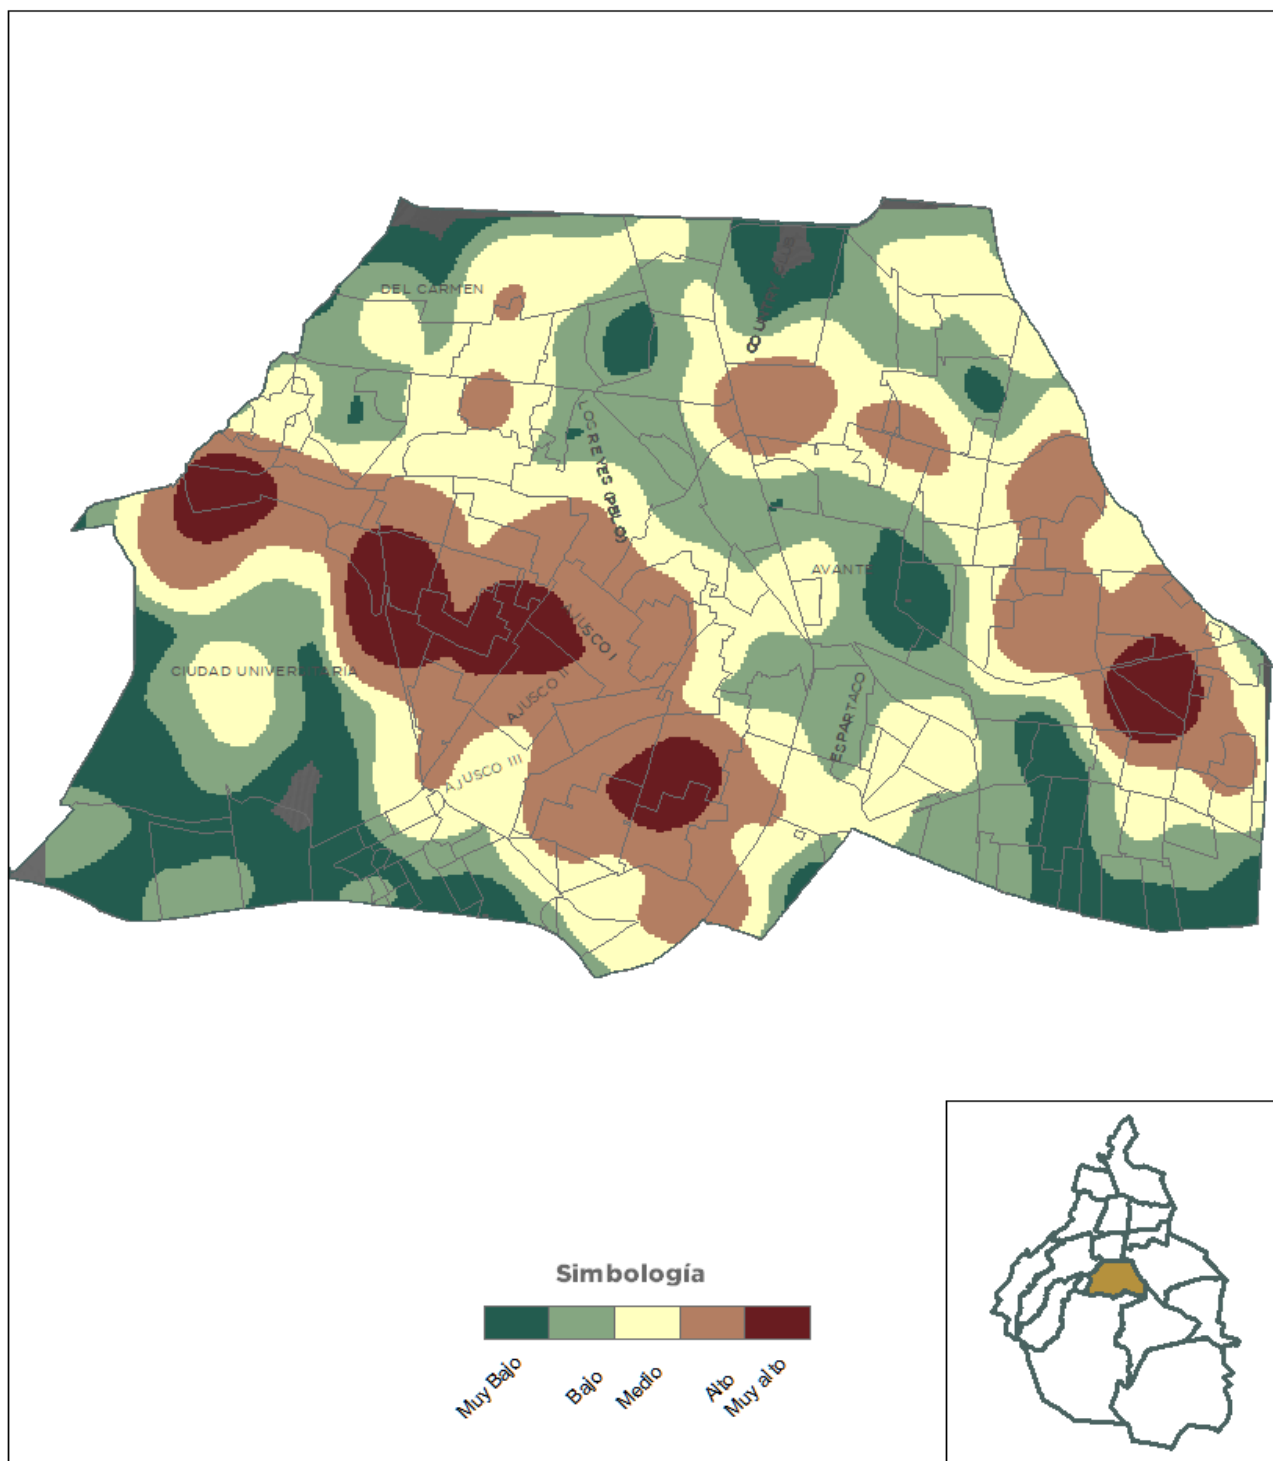 DEL CARMEN
LOS REYES (PBLO)
AVANTE
AJUSCO I
CIUDAD UNIVERSITARIA
AJUSCO II
ESPARTACO
AJUSCO III
Simbología
Muy Bajo
Bajo
Medio
Alto
Muy alto